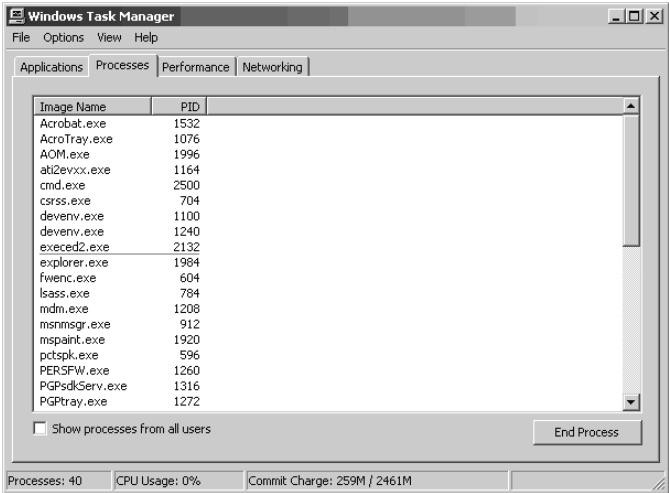 Windows Task Manager
File Options View Help
Applications Processes Performance Networking
Image Name PID
Acrobat.exe 1532
AcroTray.exe 1076
AOM.exe 1996
ati2evxx.exe 1164
cmd.exe 2500
csrss.exe 704
devenv.exe 1100
devenv.exe 1240
execed2.exe 2132
explorer.exe 1984
fwenc.exe 604
lsass.exe 784
mdm.exe 1208
msnmsgr.exe 912
mspaint.exe 1920
pctspk.exe 596
PERSFW.exe 1260
PGPsdkServ.exe 1316
PGPtray.exe 1272
Show processes from all users
End Process
Processes: 40 CPU Usage: 0% Commit Charge: 259M / 2461M